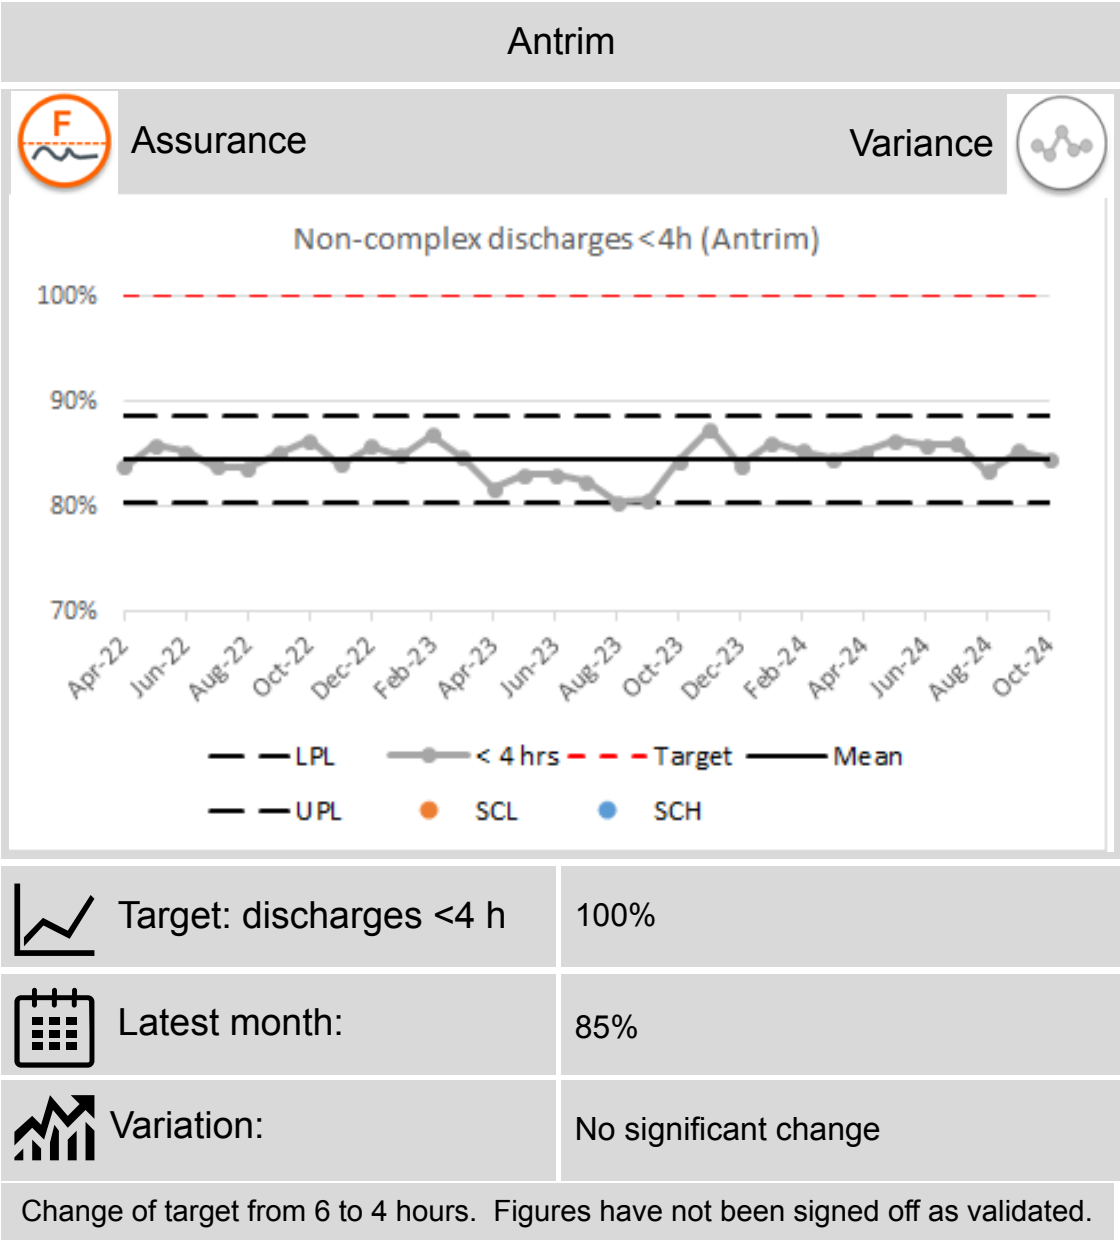 Antrim
F
Assurance
Variance
Non-complex discharges <4h (Antrim)
100%
90%
80%
70%
Apr-22
Jun-22
Aug-22
Oct-22
Dec-22
Feb-23
Apr-23
Jun-23
Aug-23
Oct-23
Dec-23
Feb-24
Apr-24
Jun-24
Aug-24
Oct-24
LPL < 4 hrs Target Mean
UPL SCL SCH
Target: discharges <4 h 100%
Latest month: 85%
Variation: No significant change
Change of target from 6 to 4 hours. Figures have not been signed off as validated.